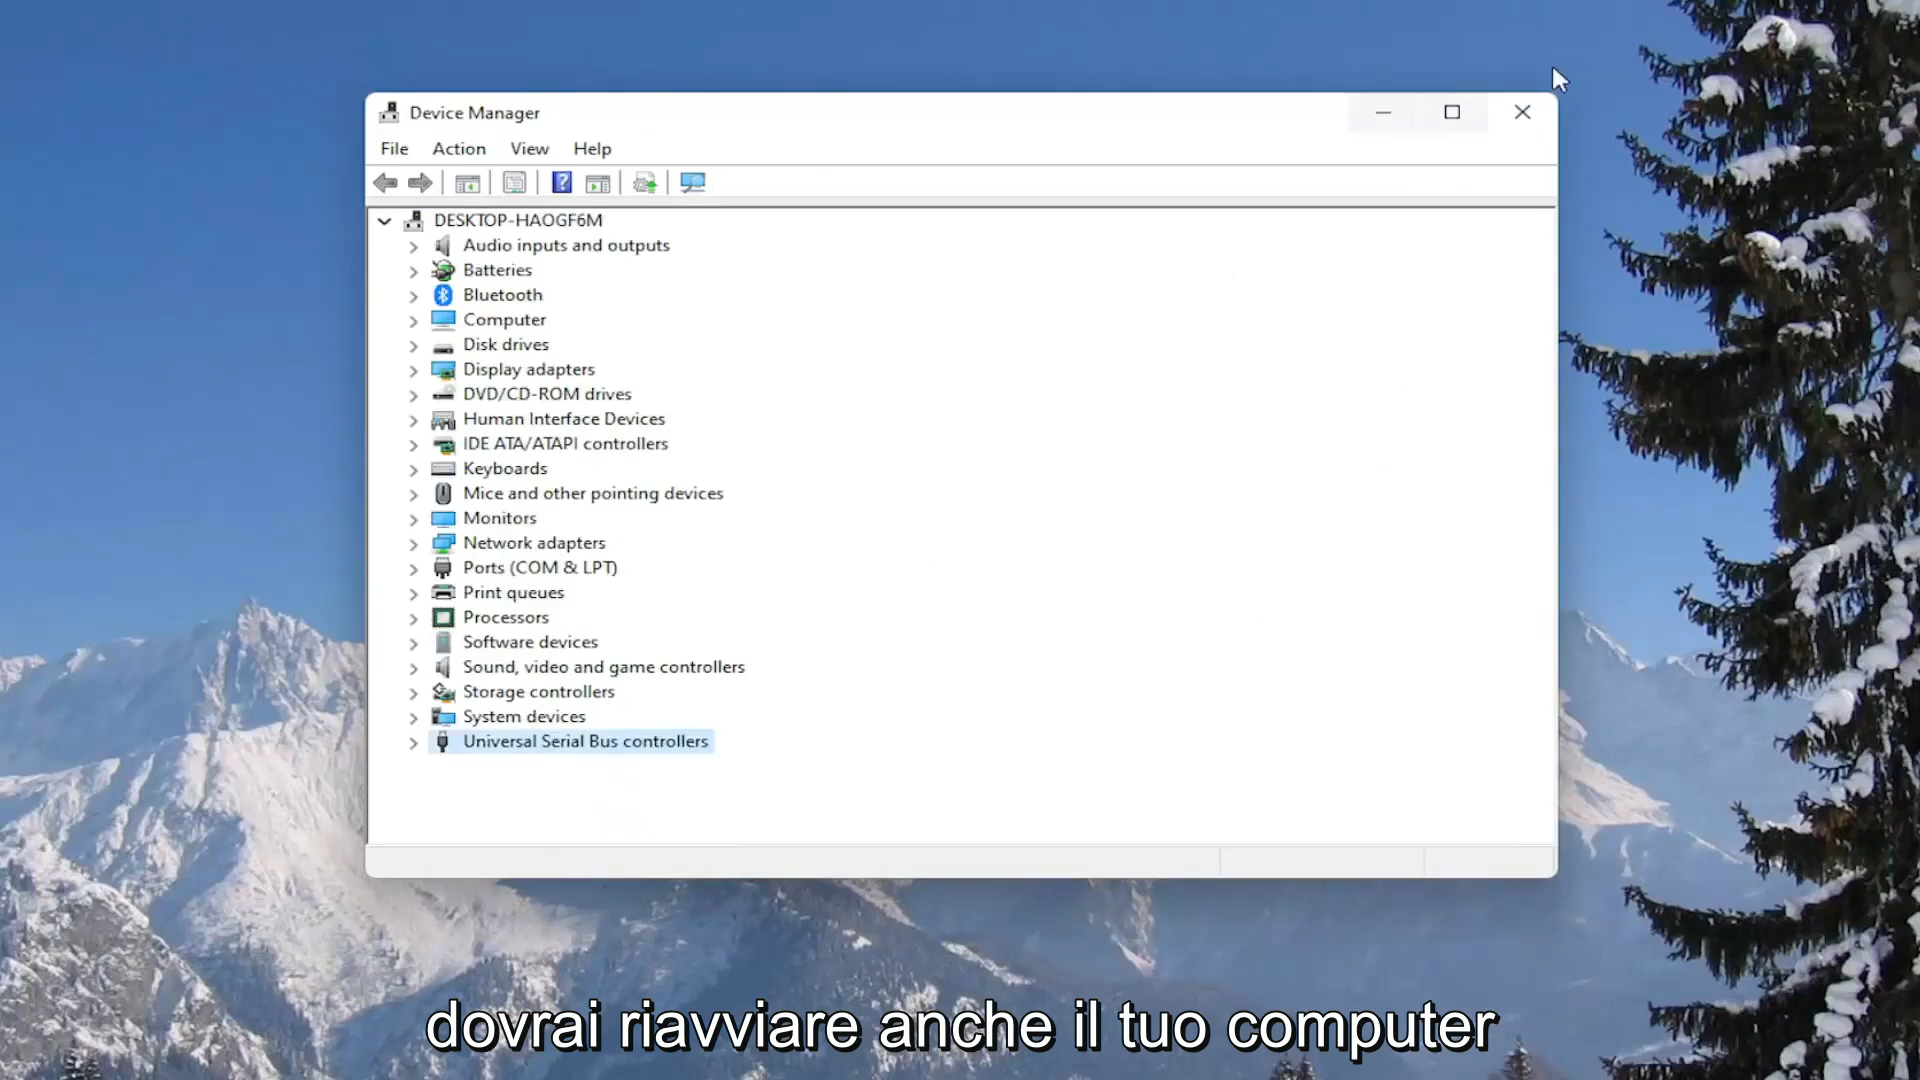 Device Manager
File Action View Help
DESKTOP-HAOGF6M
Audio inputs and outputs
Batteries
Bluetooth
Computer
Disk drives
Display adapters
DVD/CD-ROM drives
Human Interface Devices
IDE ATA/ATAPI controllers
Keyboards
Mice and other pointing devices
Monitors
Network adapters
Ports (COM & LPT)
Print queues
Processors
Software devices
Sound, video and game controllers
Storage controllers
System devices
Universal Serial Bus controllers
dovrai riavviare anche il tuo computer